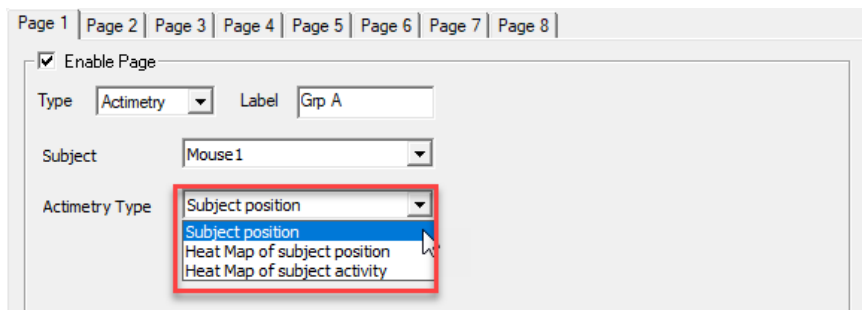 Page 1 Page 2 Page 3 Page 4 Page 5 Page 6 Page 7 Page 8
Enable Page
Type Actimetry Label Grp A
Subject Mouse1
Actimetry Type Subject position
Subject position
Heat Map of subject position
Heat Map of subject activity